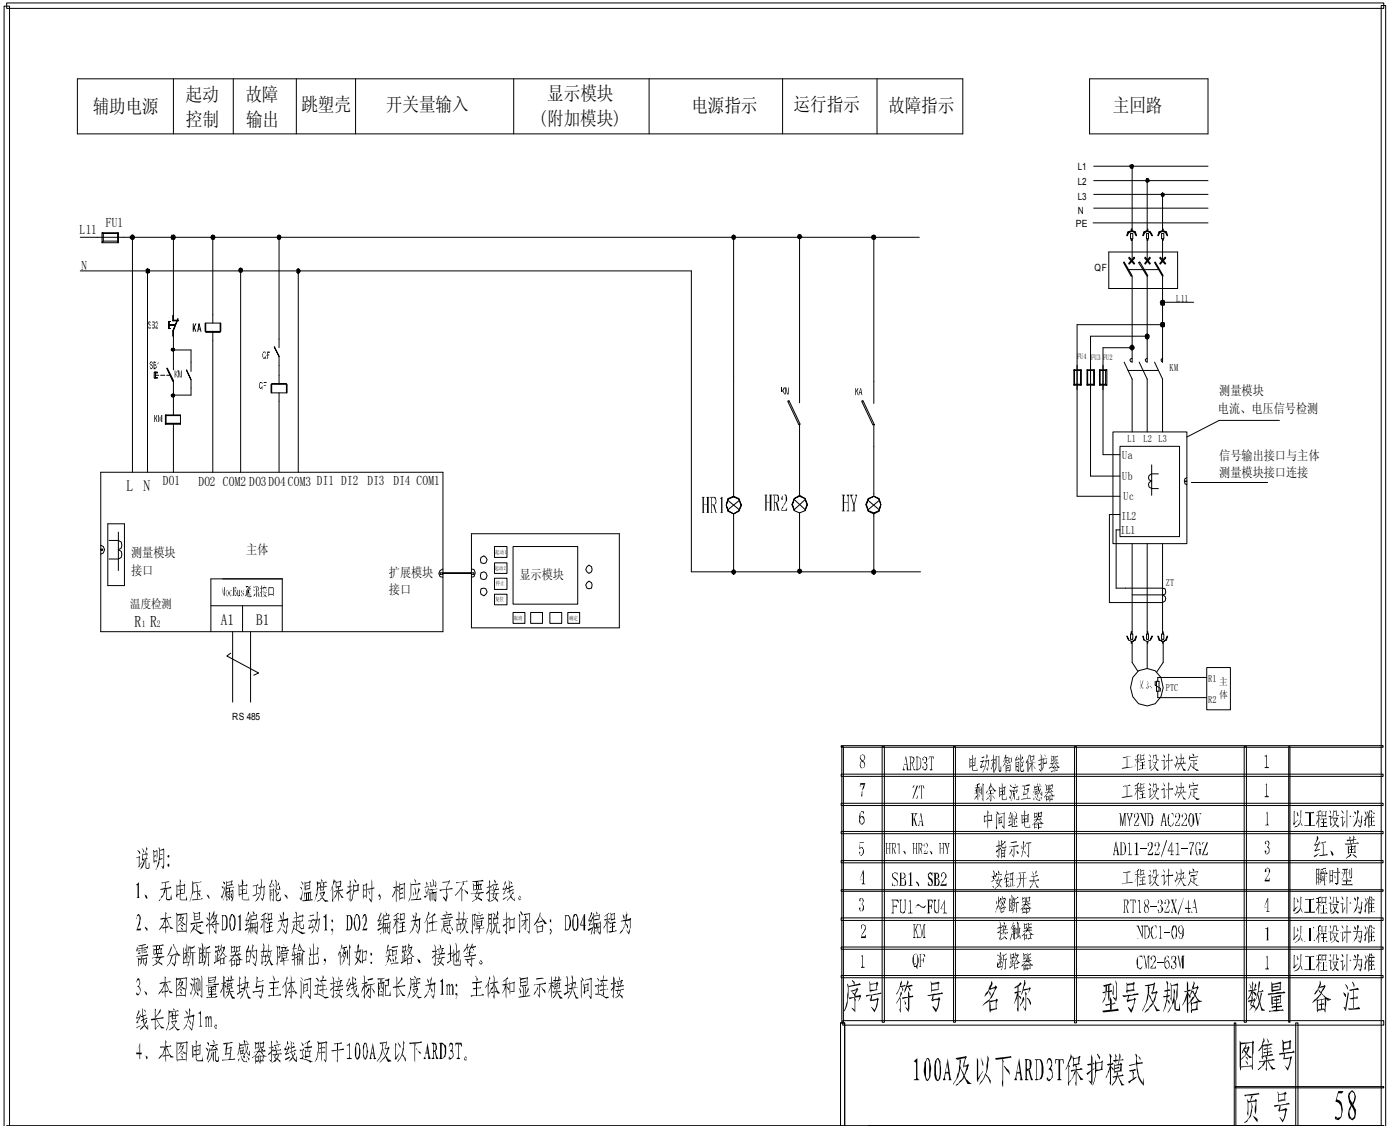 辅助电源
起动
控制
故障
输出
跳塑壳
开关量输入
显示模块
(附加模块)
电源指示
运行指示
故障指示
主回路
L1
L2
L3
N
PE
QF
L11
FU4 FU3 FU2
KM
测量模块
电流、电压信号检测
L1 L2 L3
Ua
Ub
Uc
IL2
IL1
信号输出接口与主体
测量模块接口连接
ZT
PTC
R1
R2
主
体
L11
FU1
N
SB2
KA
QF
KM
QF
KM
KM
KA
HR1
HR2
HY
L N DO1 DO2 COM2 DO3 DO4 COM3 DI1 DI2 DI3 DI4 COM1
测量模块
接口
主体
扩展模块
接口
显示模块
温度检测
R1 R2
A1 B1
RS 485
说明:
1、无电压、漏电功能、温度保护时，相应端子不要接线。
2、本图是将DO1编程为起动1；DO2 编程为任意故障脱扣闭合；DO4编程为
需要分断断路器的故障输出，例如：短路、接地等。
3、本图测量模块与主体间连接线标配长度为1m；主体和显示模块间连接
线长度为1m。
4、本图电流互感器接线适用于100A及以下ARD3T。
8 ARD3T 电动机智能保护器 工程设计决定 1
7 ZT 剩余电流互感器 工程设计决定 1
6 KA 中间继电器 MY2ND AC220V 1 以工程设计为准
5 HR1、HR2、HY 指示灯 AD11-22/41-7GZ 3 红、黄
4 SB1、SB2 按钮开关 工程设计决定 2 瞬时型
3 FU1~FU4 熔断器 RT18-32X/4A 4 以工程设计为准
2 KM 接触器 NDC1-09 1 以工程设计为准
1 QF 断路器 CM2-63M 1 以工程设计为准
序号 符 号 名 称 型号及规格 数量 备 注
100A及以下ARD3T保护模式
图集号
页 号 58